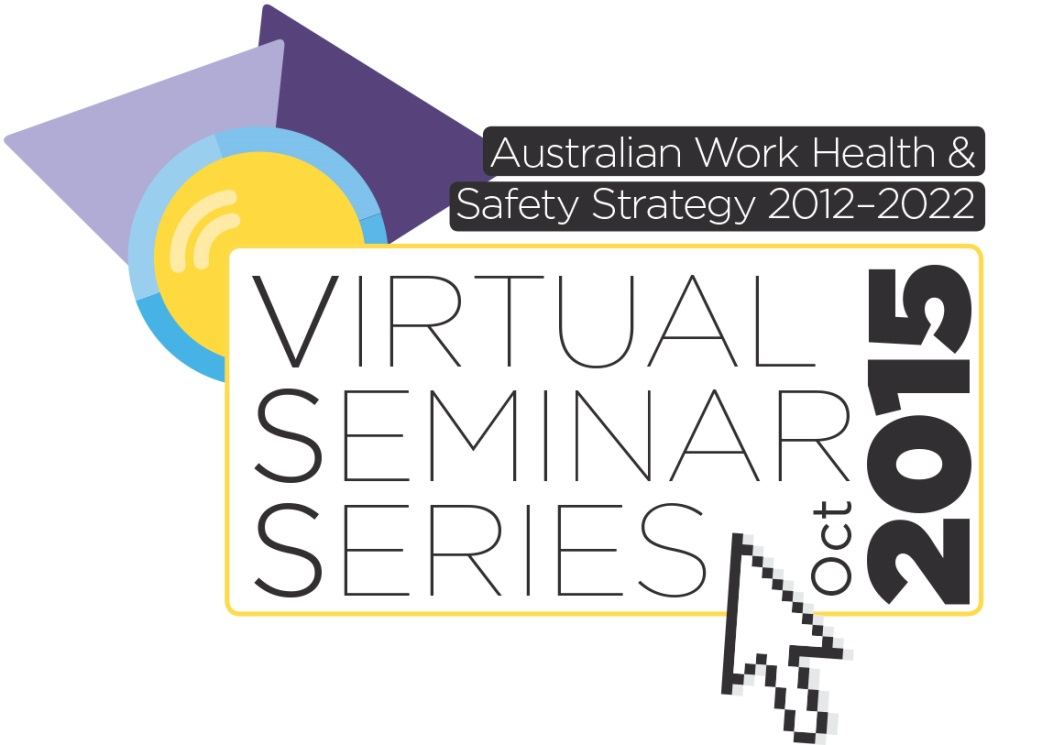 Australian Work Health &
Safety Strategy 2012–2022
VIRTUAL
SEMINAR
SERIES
Oct
2015